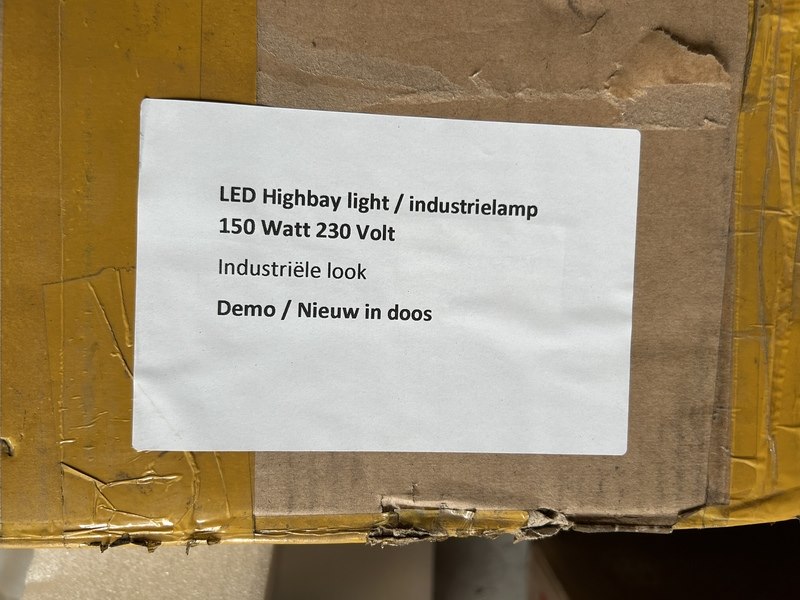 LED Highbay light / industrielamp
150 Watt 230 Volt
Industriële look
Demo / Nieuw in doos